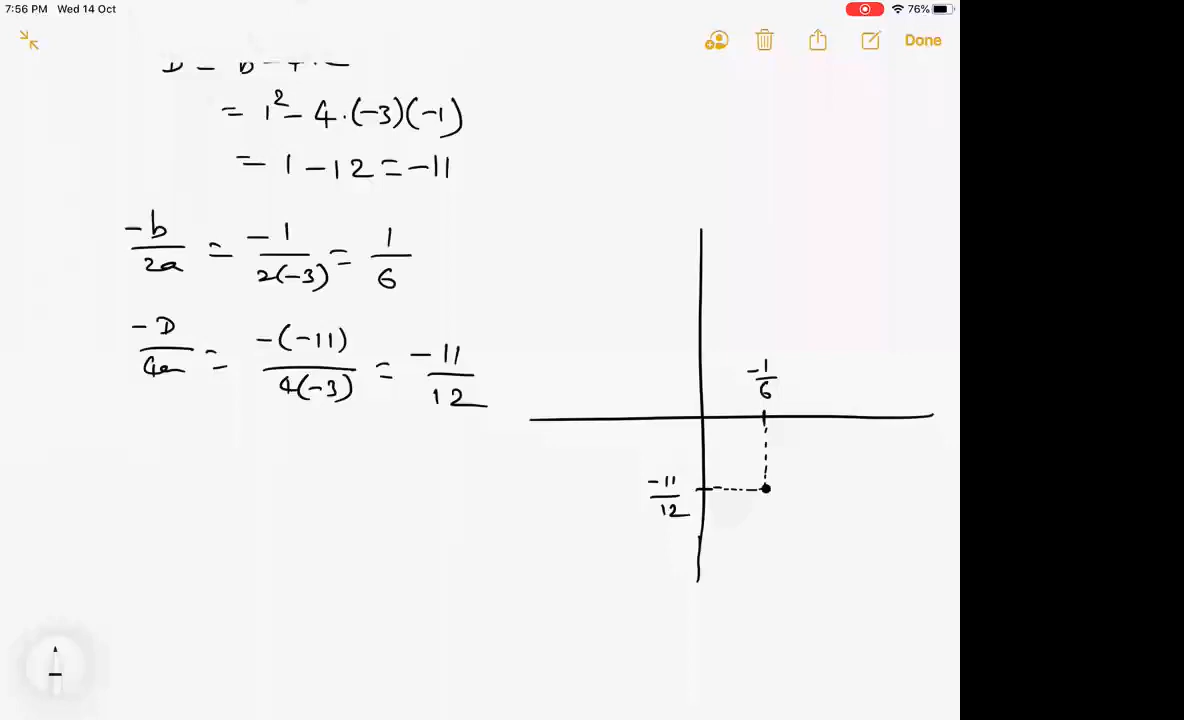 7:56 PM Wed 14 Oct
76%
Done
= 1² - 4·(-3)(-1)
= 1 - 12 = -11
-b/2a = -1/2(-3) = 1/6
-D/4a = -(-11)/4(-3) = -11/12
-1/6
-11/12